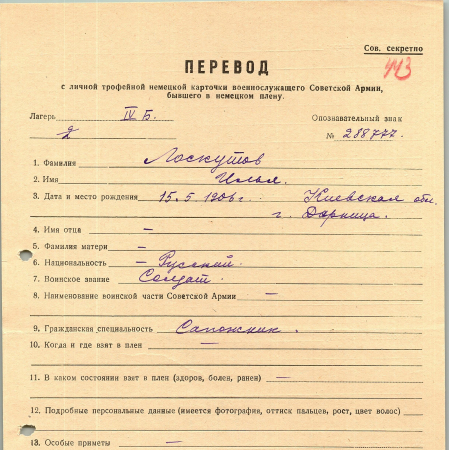 Сов. секретно
443
ПЕРЕВОД
с личной трофейной немецкой карточки военнослужащего Советской Армии,
бывшего в немецком плену.
Лагерь IV Б. Опознавательный знак
№ 288777.
1. Фамилия Лоскутов
2. Имя Илья.
3. Дата и место рождения 15.5.1906 г. Киевская обл.
г. Дарница.
4. Имя отца —
5. Фамилия матери —
6. Национальность — Русский.
7. Воинское звание Солдат.
8. Наименование воинской части Советской Армии —
9. Гражданская специальность Сапожник.
10. Когда и где взят в плен —
11. В каком состоянии взят в плен (здоров, болен, ранен) —
12. Подробные персональные данные (имеется фотография, оттиск пальцев, рост, цвет волос)
13. Особые приметы —